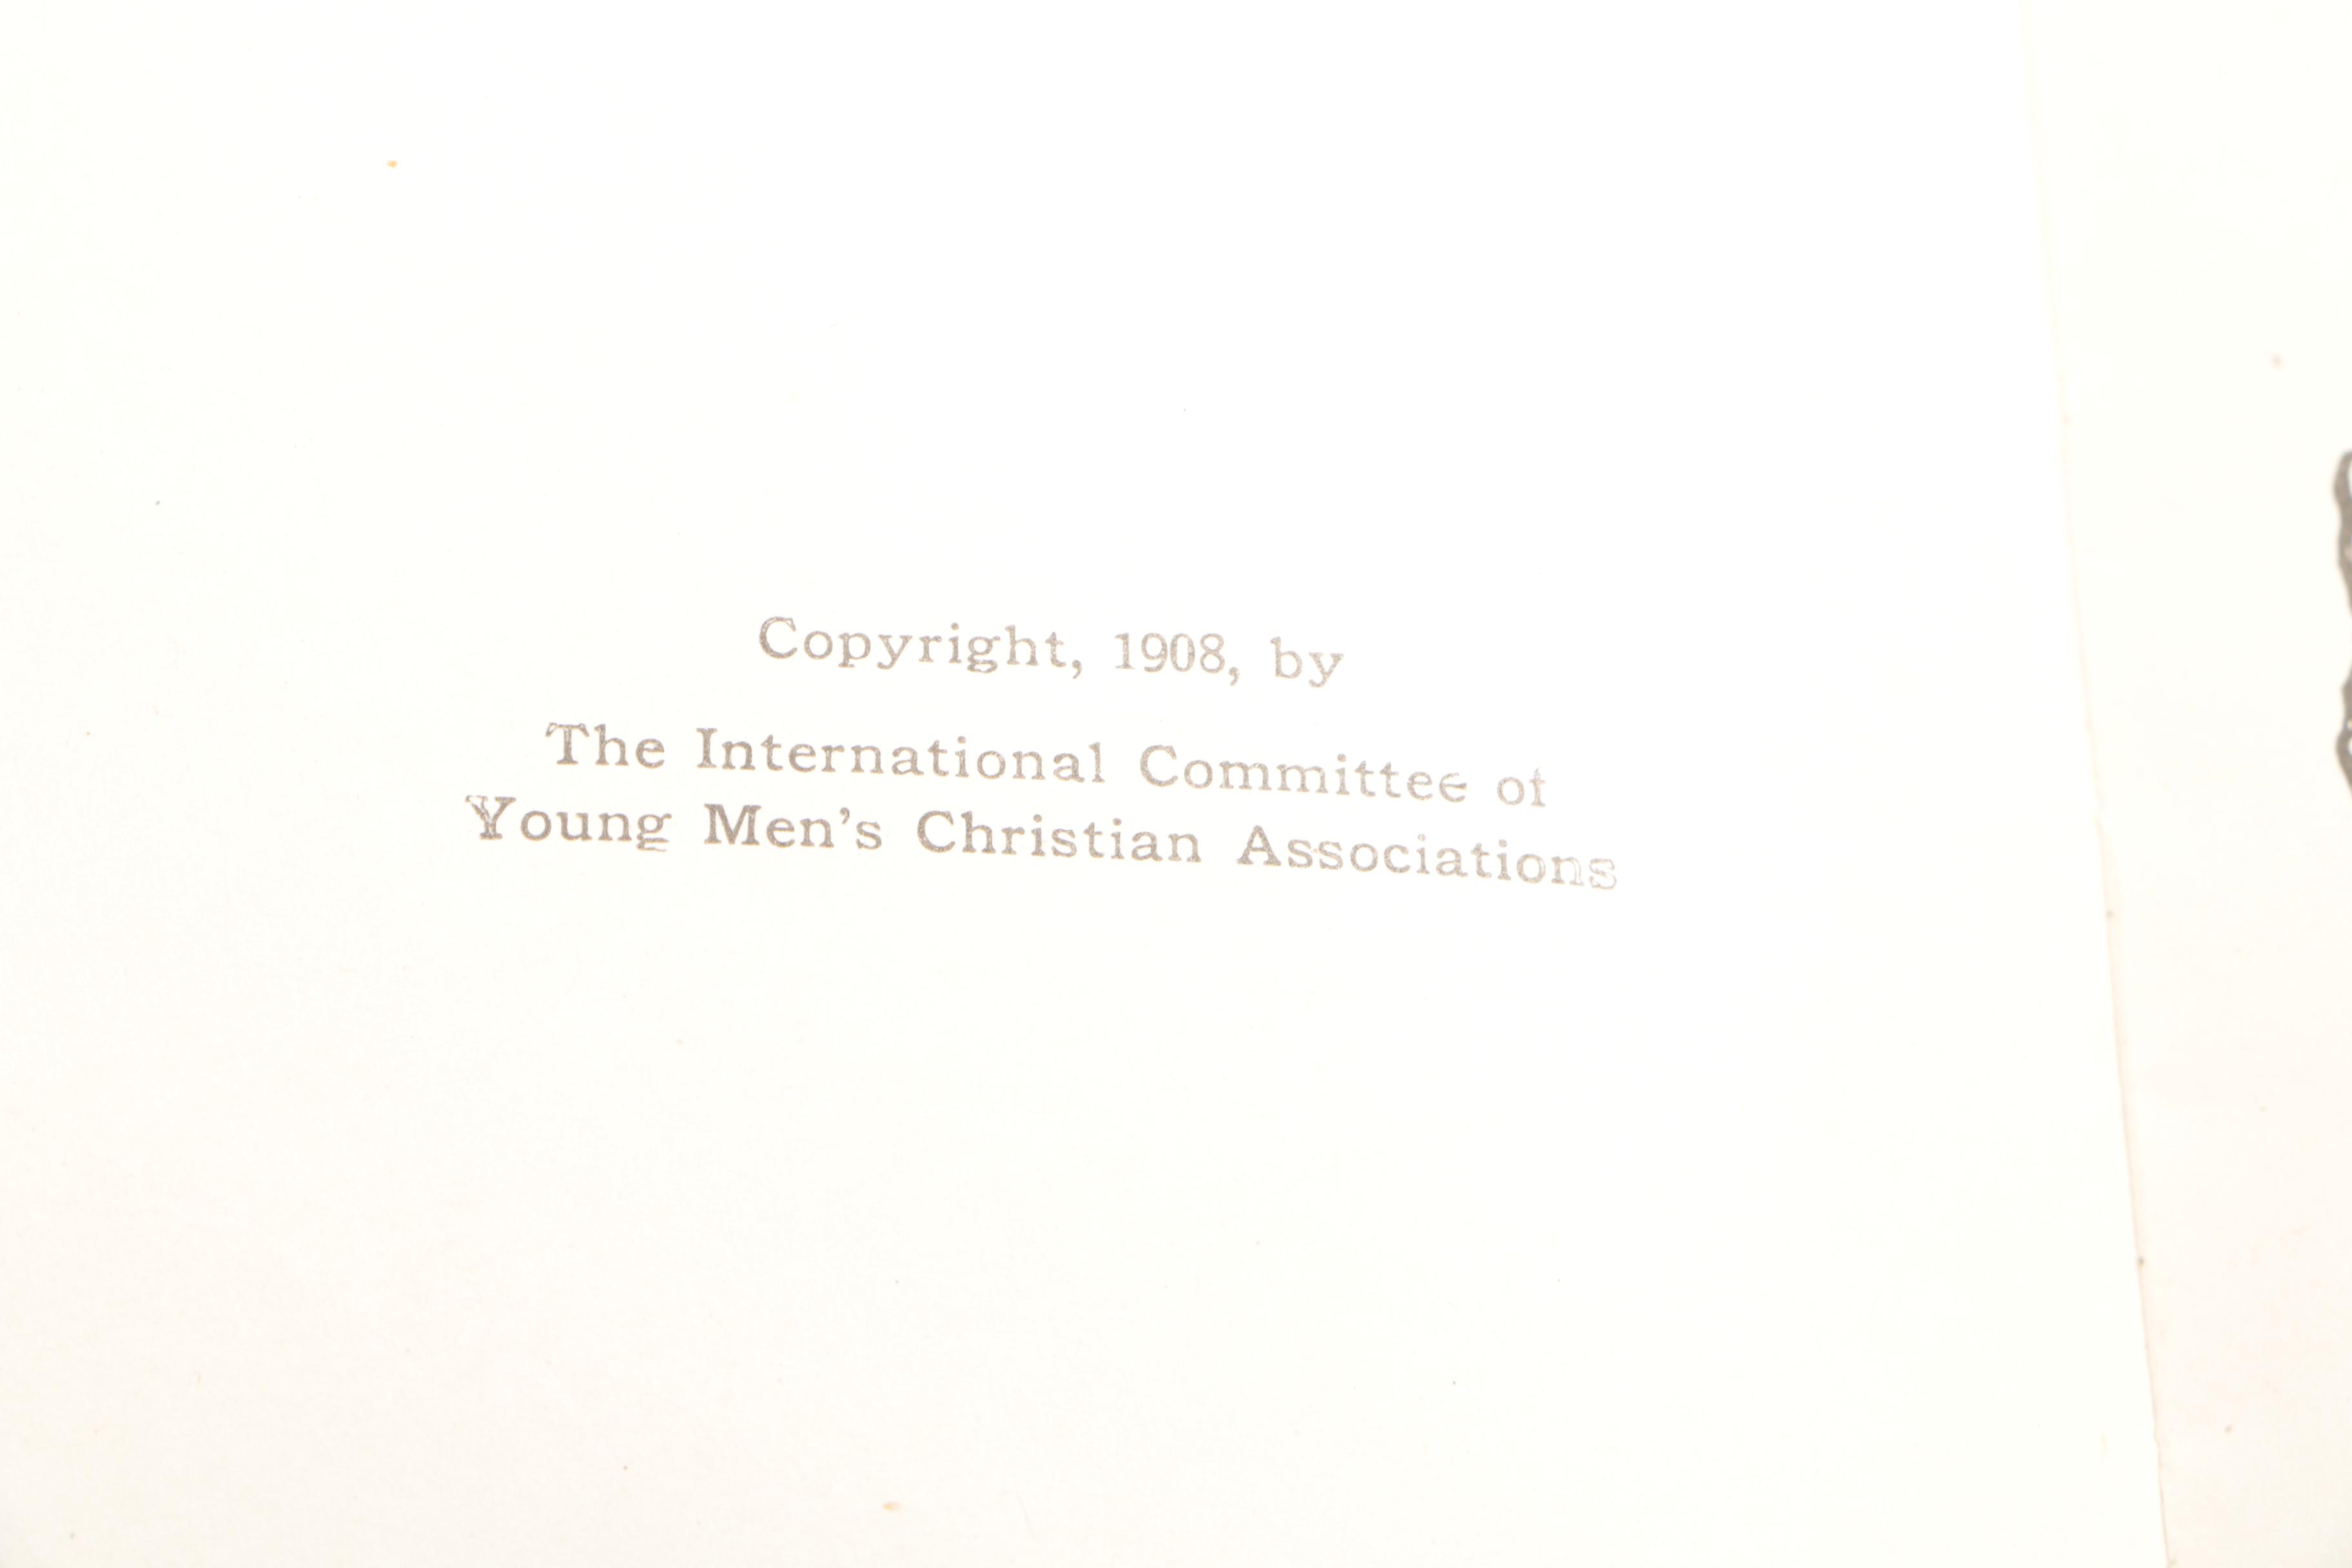 Copyright, 1908, by
The International Committee of
Young Men's Christian Associations